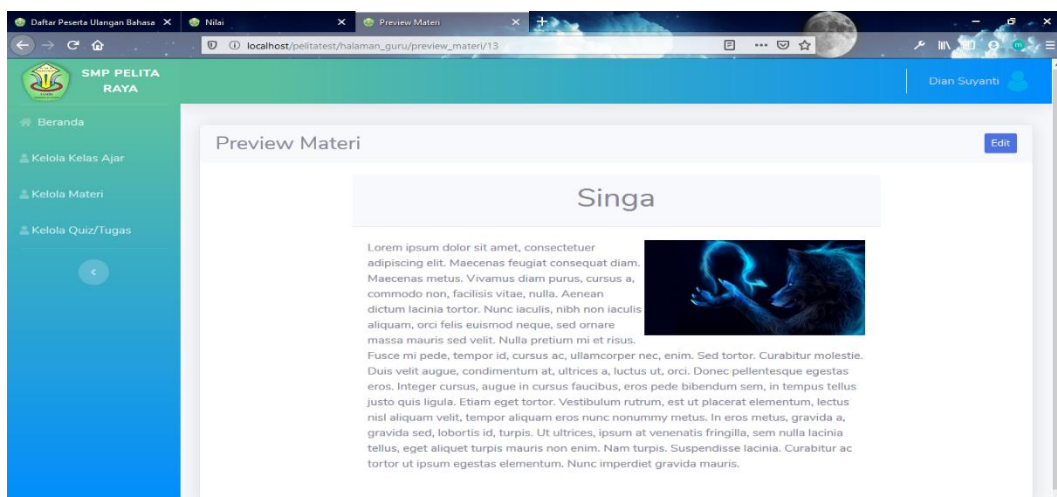 Daftar Peserta Ulangan Bahasa
Nilai
Preview Materi
localhost/pelitatest/halaman_guru/preview_materi/13
SMP PELITA
RAYA
Dian Suyanti
Beranda
Kelola Kelas Ajar
Kelola Materi
Kelola Quiz/Tugas
Preview Materi
Edit
Singa
Lorem ipsum dolor sit amet, consectetuer
adipiscing elit. Maecenas feugiat consequat diam.
Maecenas metus. Vivamus diam purus, cursus a,
commodo non, facilisis vitae, nulla. Aenean
dictum lacinia tortor. Nunc iaculis, nibh non iaculis
aliquam, orci felis euismod neque, sed ornare
massa mauris sed velit. Nulla pretium mi et risus.
Fusce mi pede, tempor id, cursus ac, ullamcorper nec, enim. Sed tortor. Curabitur molestie.
Duis velit augue, condimentum at, ultrices a, luctus ut, orci. Donec pellentesque egestas
eros. Integer cursus, augue in cursus faucibus, eros pede bibendum sem, in tempus tellus
justo quis ligula. Etiam eget tortor. Vestibulum rutrum, est ut placerat elementum, lectus
nisl aliquam velit, tempor aliquam eros nunc nonummy metus. In eros metus, gravida a,
gravida sed, lobortis id, turpis. Ut ultrices, ipsum at venenatis fringilla, sem nulla lacinia
tellus, eget aliquet turpis mauris non enim. Nam turpis. Suspendisse lacinia. Curabitur ac
tortor ut ipsum egestas elementum. Nunc imperdiet gravida mauris.